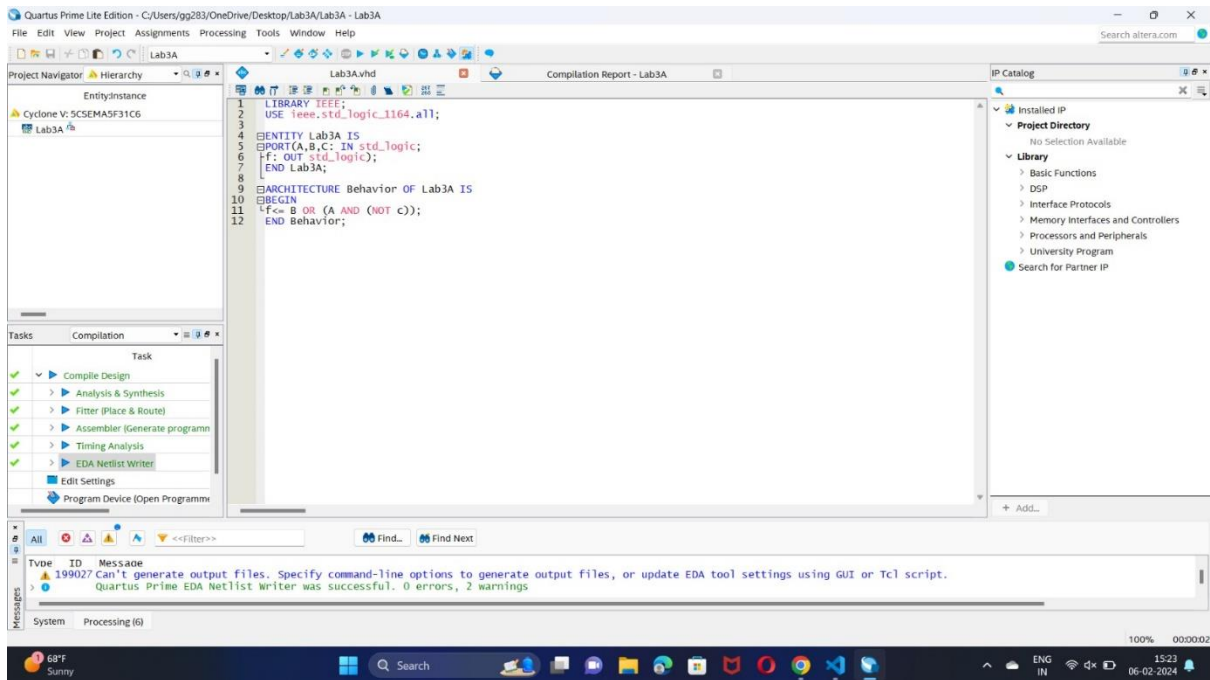 Quartus Prime Lite Edition - C:/Users/gg283/OneDrive/Desktop/Lab3A/Lab3A - Lab3A
File Edit View Project Assignments Processing Tools Window Help
Search altera.com
Lab3A
Project Navigator Hierarchy
Entity:Instance
Cyclone V: 5CSEMA5F31C6
Lab3A
Lab3A.vhd
Compilation Report - Lab3A
1 LIBRARY IEEE;
2 USE ieee.std_logic_1164.all;
3
4 ENTITY Lab3A IS
5 PORT(A,B,C: IN std_logic;
6 f: OUT std_logic);
7 END Lab3A;
8
9 ARCHITECTURE Behavior OF Lab3A IS
10 BEGIN
11 f<= B OR (A AND (NOT c));
12 END Behavior;
IP Catalog
Installed IP
Project Directory
No Selection Available
Library
Basic Functions
DSP
Interface Protocols
Memory Interfaces and Controllers
Processors and Peripherals
University Program
Search for Partner IP
+ Add...
Tasks Compilation
Task
Compile Design
Analysis & Synthesis
Fitter (Place & Route)
Assembler (Generate programm
Timing Analysis
EDA Netlist Writer
Edit Settings
Program Device (Open Programme
All
<<Filter>>
Find... Find Next
Type ID Message
199027 Can't generate output files. Specify command-line options to generate output files, or update EDA tool settings using GUI or Tcl script.
Quartus Prime EDA Netlist Writer was successful. 0 errors, 2 warnings
Messages
System Processing (6)
100% 00:00:02
1
68°F
Sunny
Search
ENG
IN
15:23
06-02-2024